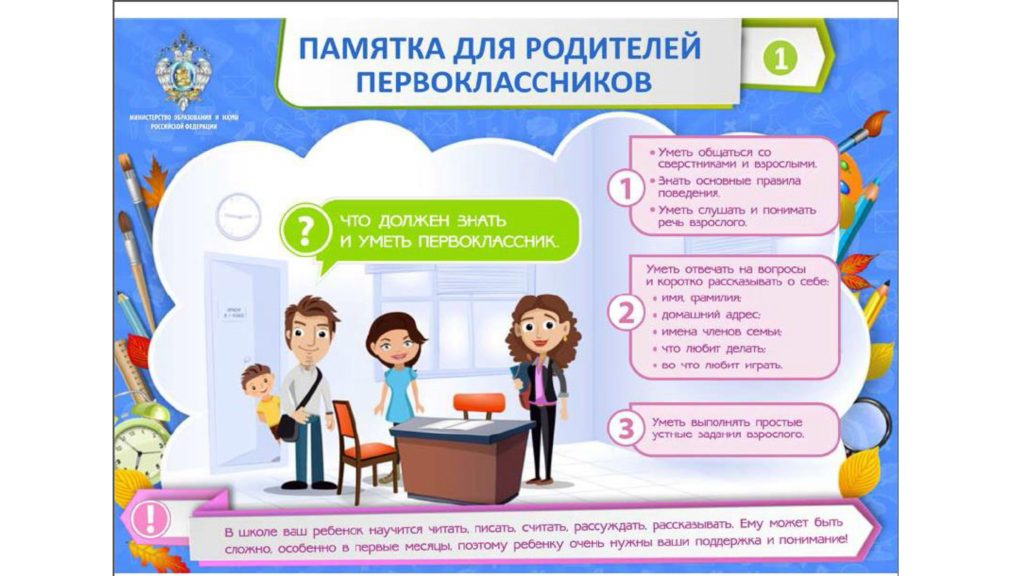 ПАМЯТКА ДЛЯ РОДИТЕЛЕЙ
ПЕРВОКЛАССНИКОВ
1
МИНИСТЕРСТВО ОБРАЗОВАНИЯ И НАУКИ
РОССИЙСКОЙ ФЕДЕРАЦИИ
?
ЧТО ДОЛЖЕН ЗНАТЬ
И УМЕТЬ ПЕРВОКЛАССНИК.
1
• Уметь общаться со
сверстниками и взрослыми.
• Знать основные правила
поведения.
• Уметь слушать и понимать
речь взрослого.
2
Уметь отвечать на вопросы
и коротко рассказывать о себе:
• имя, фамилия;
• домашний адрес;
• имена членов семьи;
• что любит делать;
• во что любит играть.
3
Уметь выполнять простые
устные задания взрослого.
!
В школе ваш ребенок научится читать, писать, считать, рассуждать, рассказывать. Ему может быть
сложно, особенно в первые месяцы, поэтому ребенку очень нужны ваши поддержка и понимание!